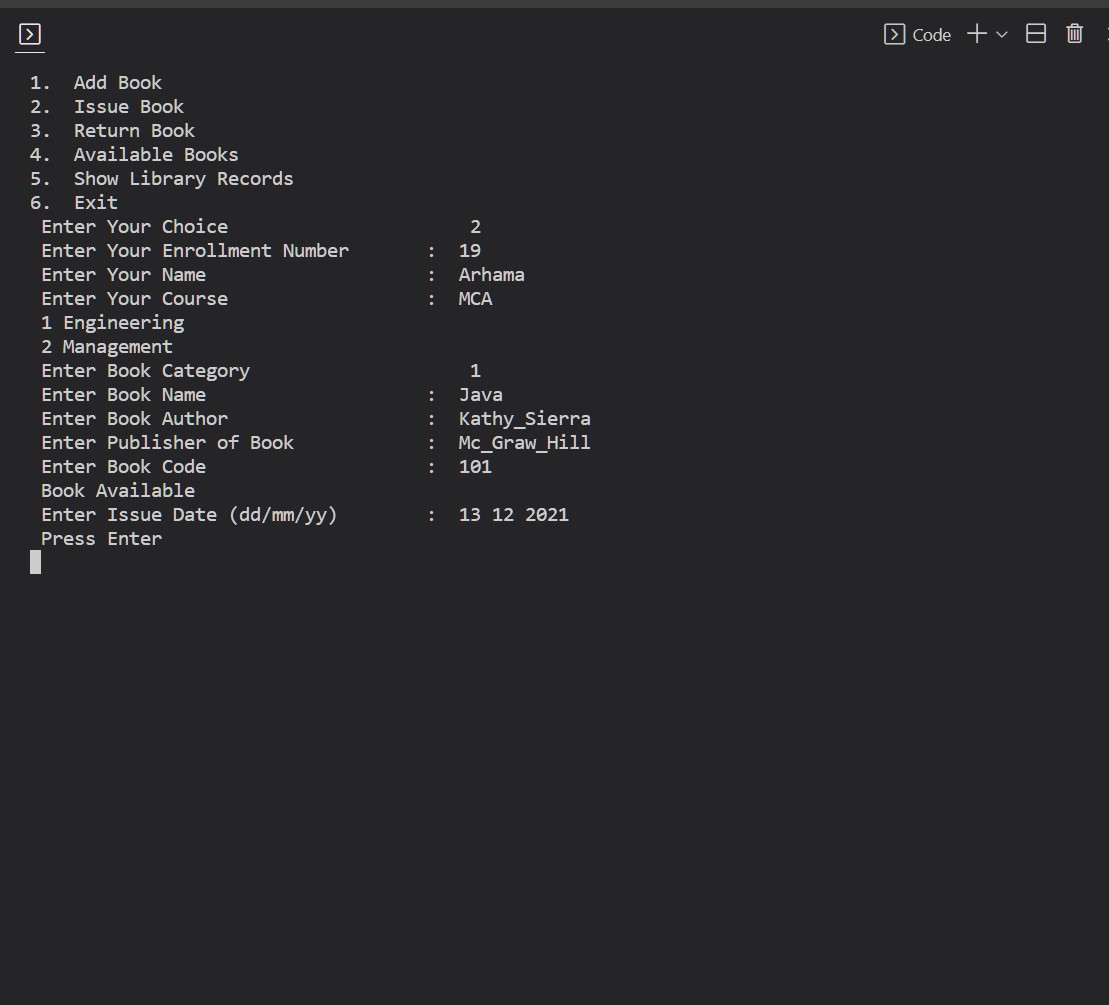 Code
1.  Add Book
2.  Issue Book
3.  Return Book
4.  Available Books
5.  Show Library Records
6.  Exit
 Enter Your Choice                      2
 Enter Your Enrollment Number       :  19
 Enter Your Name                    :  Arhama
 Enter Your Course                  :  MCA
 1 Engineering
 2 Management
 Enter Book Category                    1
 Enter Book Name                    :  Java
 Enter Book Author                  :  Kathy_Sierra
 Enter Publisher of Book            :  Mc_Graw_Hill
 Enter Book Code                    :  101
 Book Available
 Enter Issue Date (dd/mm/yy)        :  13 12 2021
 Press Enter